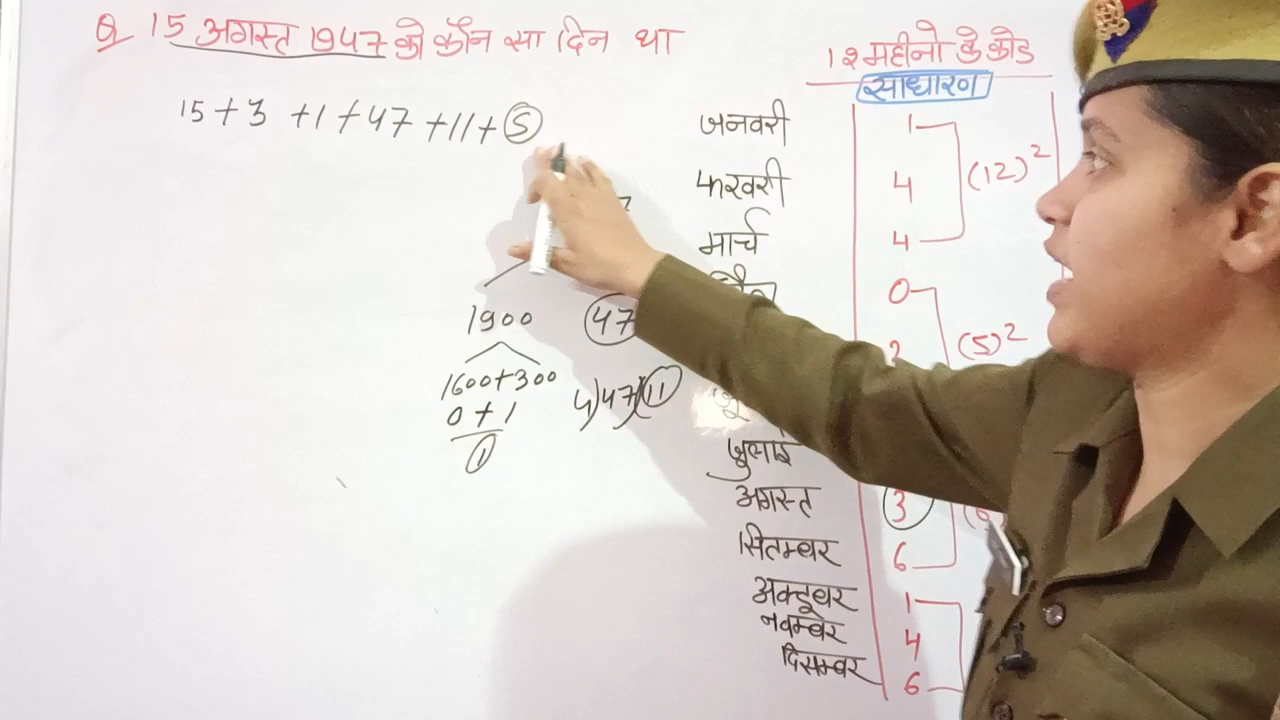 Q 15 अगस्त 1947 को कौन सा दिन था
15 + 3 + 1 + 47 + 11 + 5
1900 47
1600+300 4)47(11
0 + 1
1
12 महीनो के कोड
साधारण
जनवरी 1
फरवरी 4 (12)²
मार्च 4
0
(5)²
जुलाई
अगस्त 3
सितम्बर 6
अक्टूबर 1
नवम्बर 4
दिसम्बर 6